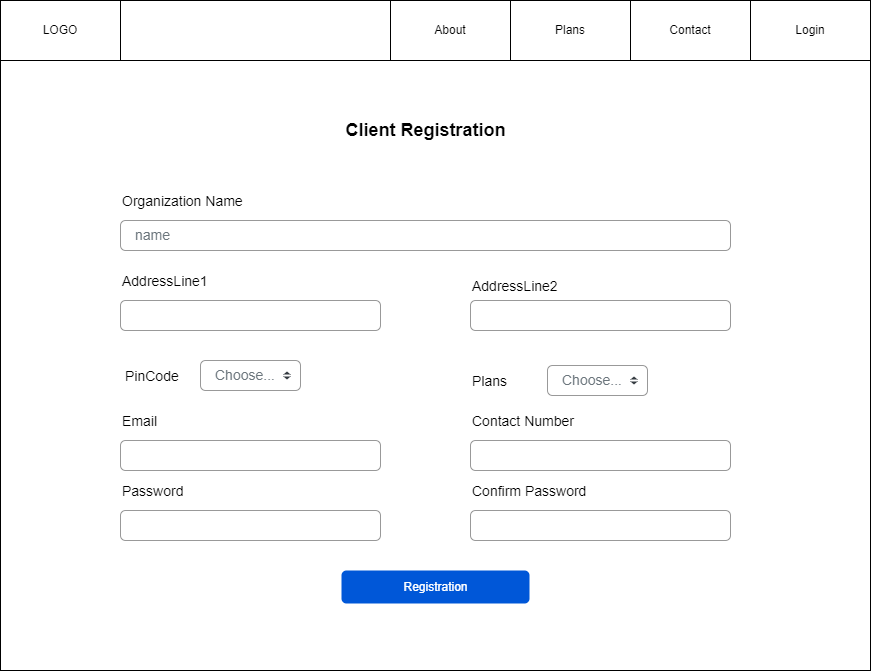 LOGO About Plans Contact Login
Client Registration
Organization Name
name
AddressLine1 AddressLine2
PinCode Choose... Plans Choose...
Email Contact Number
Password Confirm Password
Registration